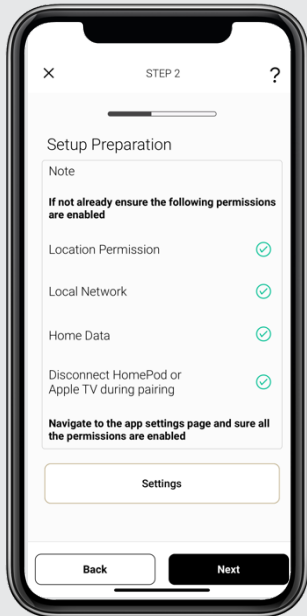 STEP 2
?
Setup Preparation
Note
If not already ensure the following permissions
are enabled
Location Permission
Local Network
Home Data
Disconnect HomePod or
Apple TV during pairing
Navigate to the app settings page and sure all
the permissions are enabled
Settings
Back
Next